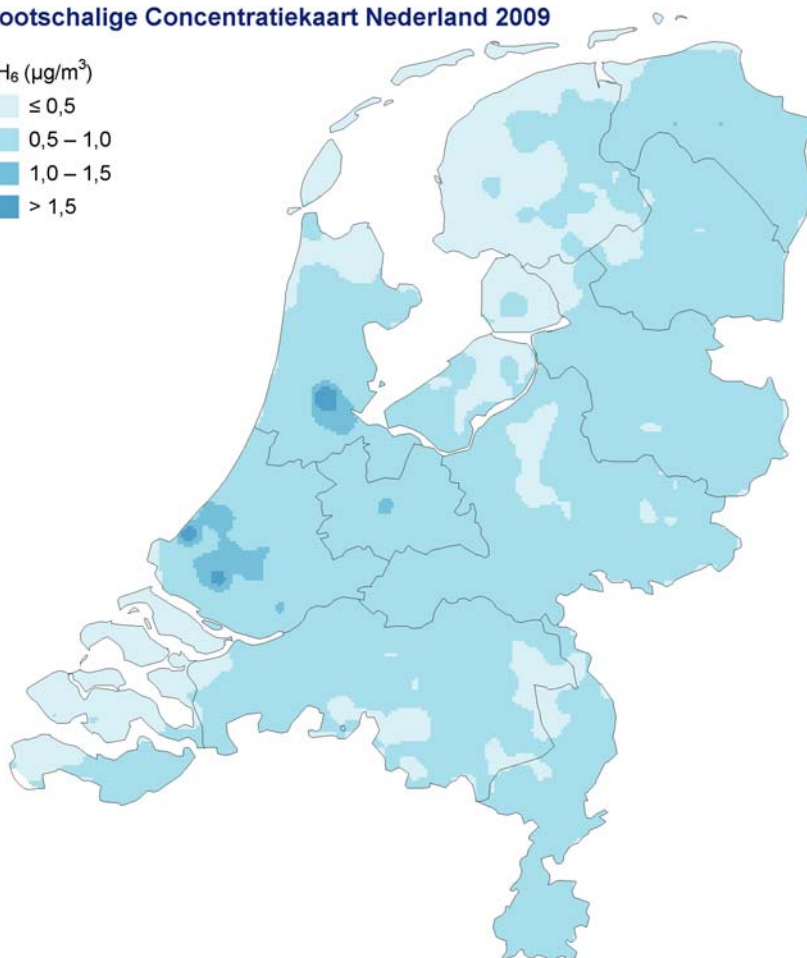 ootschalige Concentratiekaart Nederland 2009
H₆ (µg/m³)
≤ 0,5
0,5 – 1,0
1,0 – 1,5
> 1,5